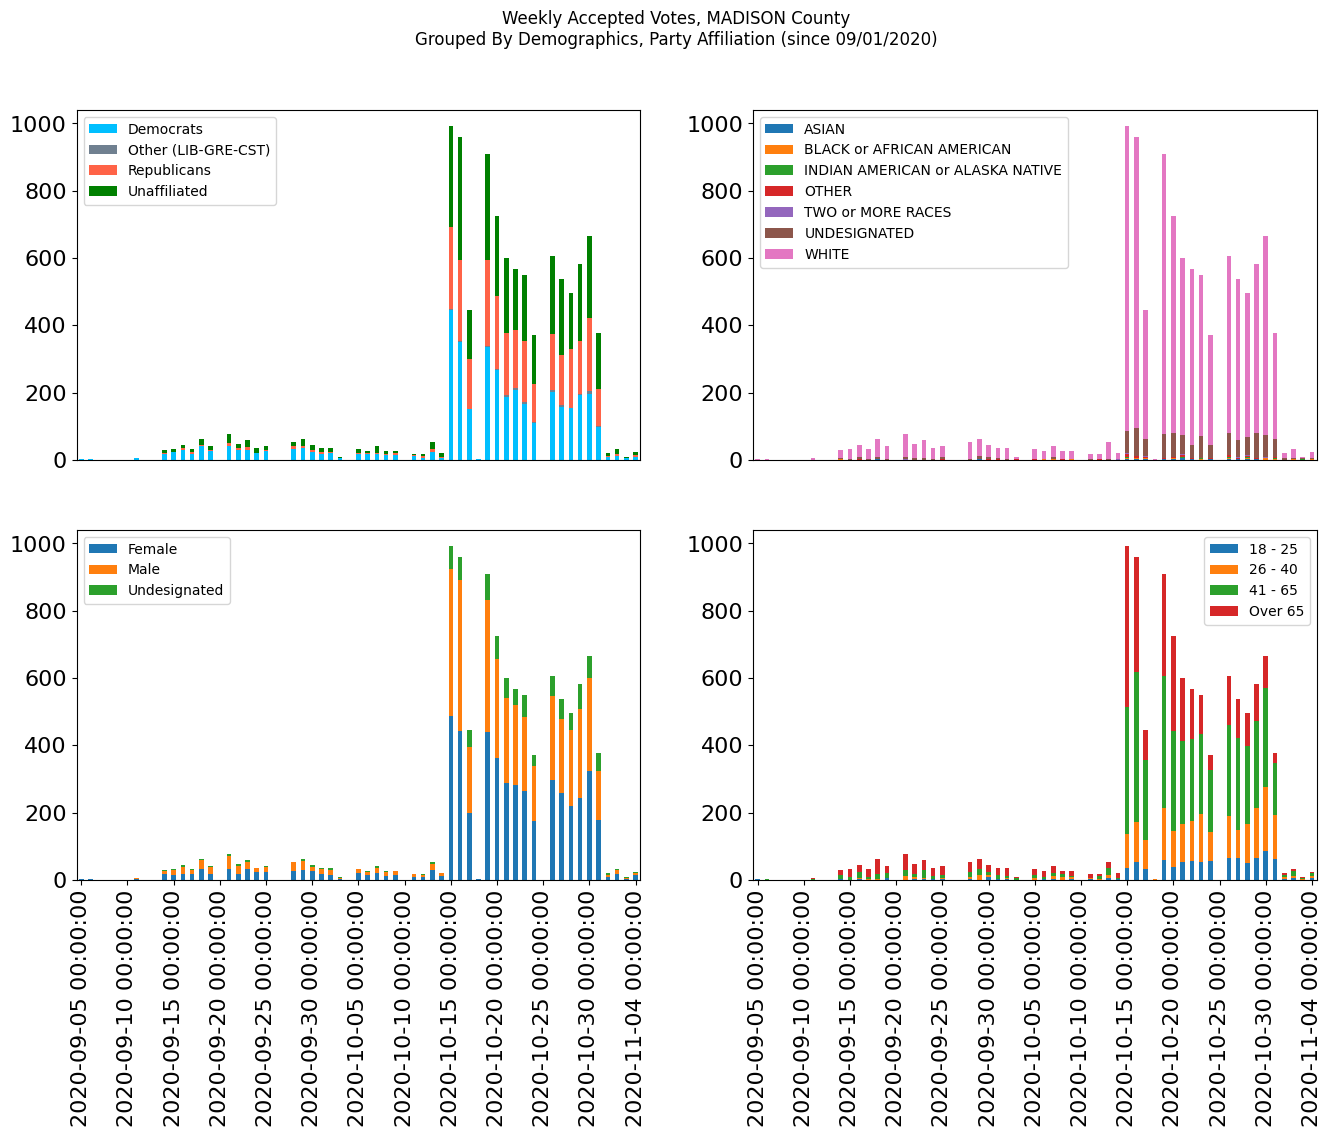 Weekly Accepted Votes, MADISON County
Grouped By Demographics, Party Affiliation (since 09/01/2020)
1000
800
600
400
200
0
Democrats
Other (LIB-GRE-CST)
Republicans
Unaffiliated
1000
800
600
400
200
0
ASIAN
BLACK or AFRICAN AMERICAN
INDIAN AMERICAN or ALASKA NATIVE
OTHER
TWO or MORE RACES
UNDESIGNATED
WHITE
1000
800
600
400
200
0
Female
Male
Undesignated
2020-09-05 00:00:00
2020-09-10 00:00:00
2020-09-15 00:00:00
2020-09-20 00:00:00
2020-09-25 00:00:00
2020-09-30 00:00:00
2020-10-05 00:00:00
2020-10-10 00:00:00
2020-10-15 00:00:00
2020-10-20 00:00:00
2020-10-25 00:00:00
2020-10-30 00:00:00
2020-11-04 00:00:00
1000
800
600
400
200
0
18 - 25
26 - 40
41 - 65
Over 65
2020-09-05 00:00:00
2020-09-10 00:00:00
2020-09-15 00:00:00
2020-09-20 00:00:00
2020-09-25 00:00:00
2020-09-30 00:00:00
2020-10-05 00:00:00
2020-10-10 00:00:00
2020-10-15 00:00:00
2020-10-20 00:00:00
2020-10-25 00:00:00
2020-10-30 00:00:00
2020-11-04 00:00:00